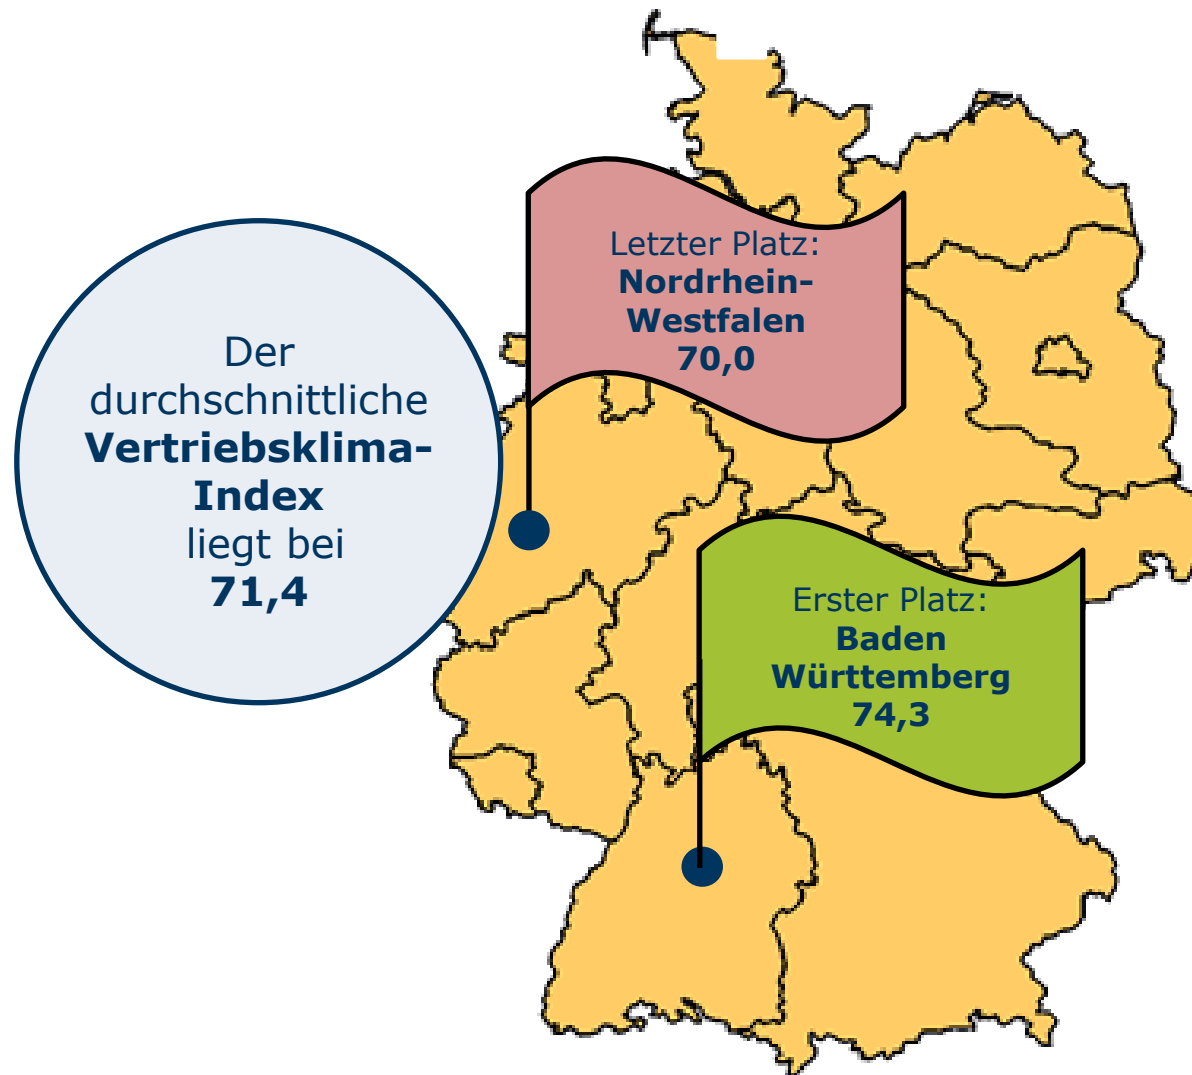 Letzter Platz:
Nordrhein-
Westfalen
70,0
Der
durchschnittliche
Vertriebsklima-
Index
liegt bei
71,4
Erster Platz:
Baden
Württemberg
74,3